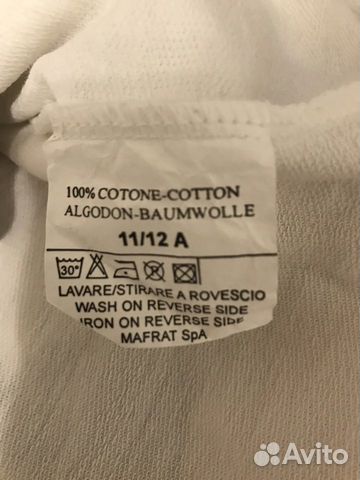 100% COTONE-COTTON
ALGODON-BAUMWOLLE
11/12 A
30°
LAVARE/STIRARE A ROVESCIO
WASH ON REVERSE SIDE
IRON ON REVERSE SIDE
MAFRAT SpA
Avito